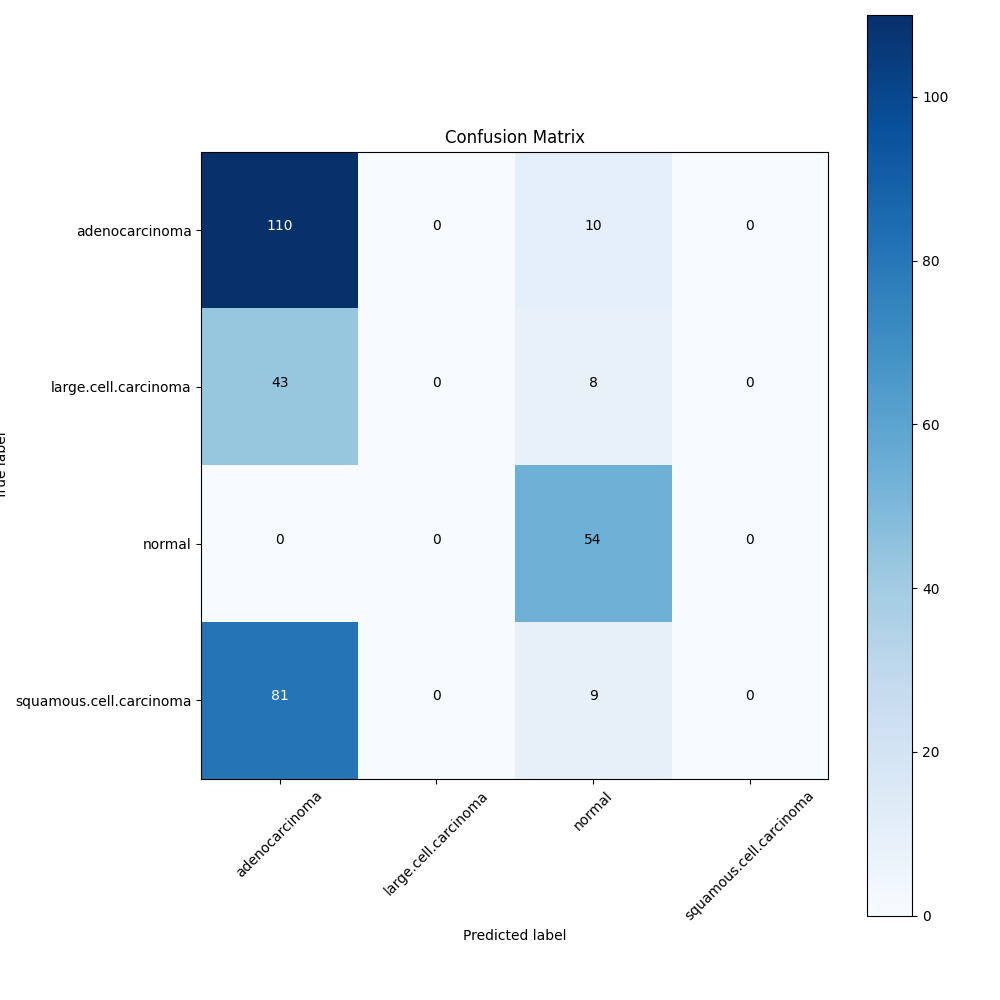 Confusion Matrix
adenocarcinoma 110 0 10 0
large.cell.carcinoma 43 0 8 0
normal 0 0 54 0
squamous.cell.carcinoma 81 0 9 0
adenocarcinoma large.cell.carcinoma normal squamous.cell.carcinoma
Predicted label
label
100
80
60
40
20
0